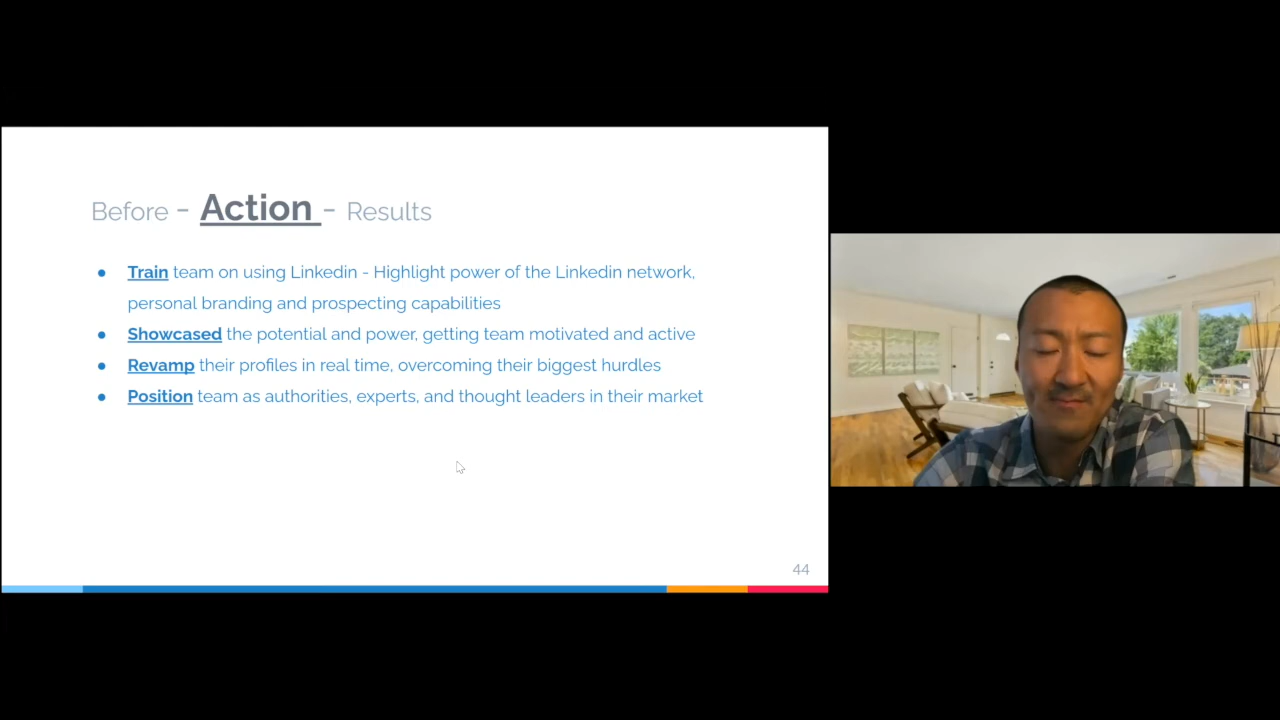 Before - Action - Results
● Train team on using Linkedin - Highlight power of the Linkedin network,
personal branding and prospecting capabilities
● Showcased the potential and power, getting team motivated and active
● Revamp their profiles in real time, overcoming their biggest hurdles
● Position team as authorities, experts, and thought leaders in their market
44